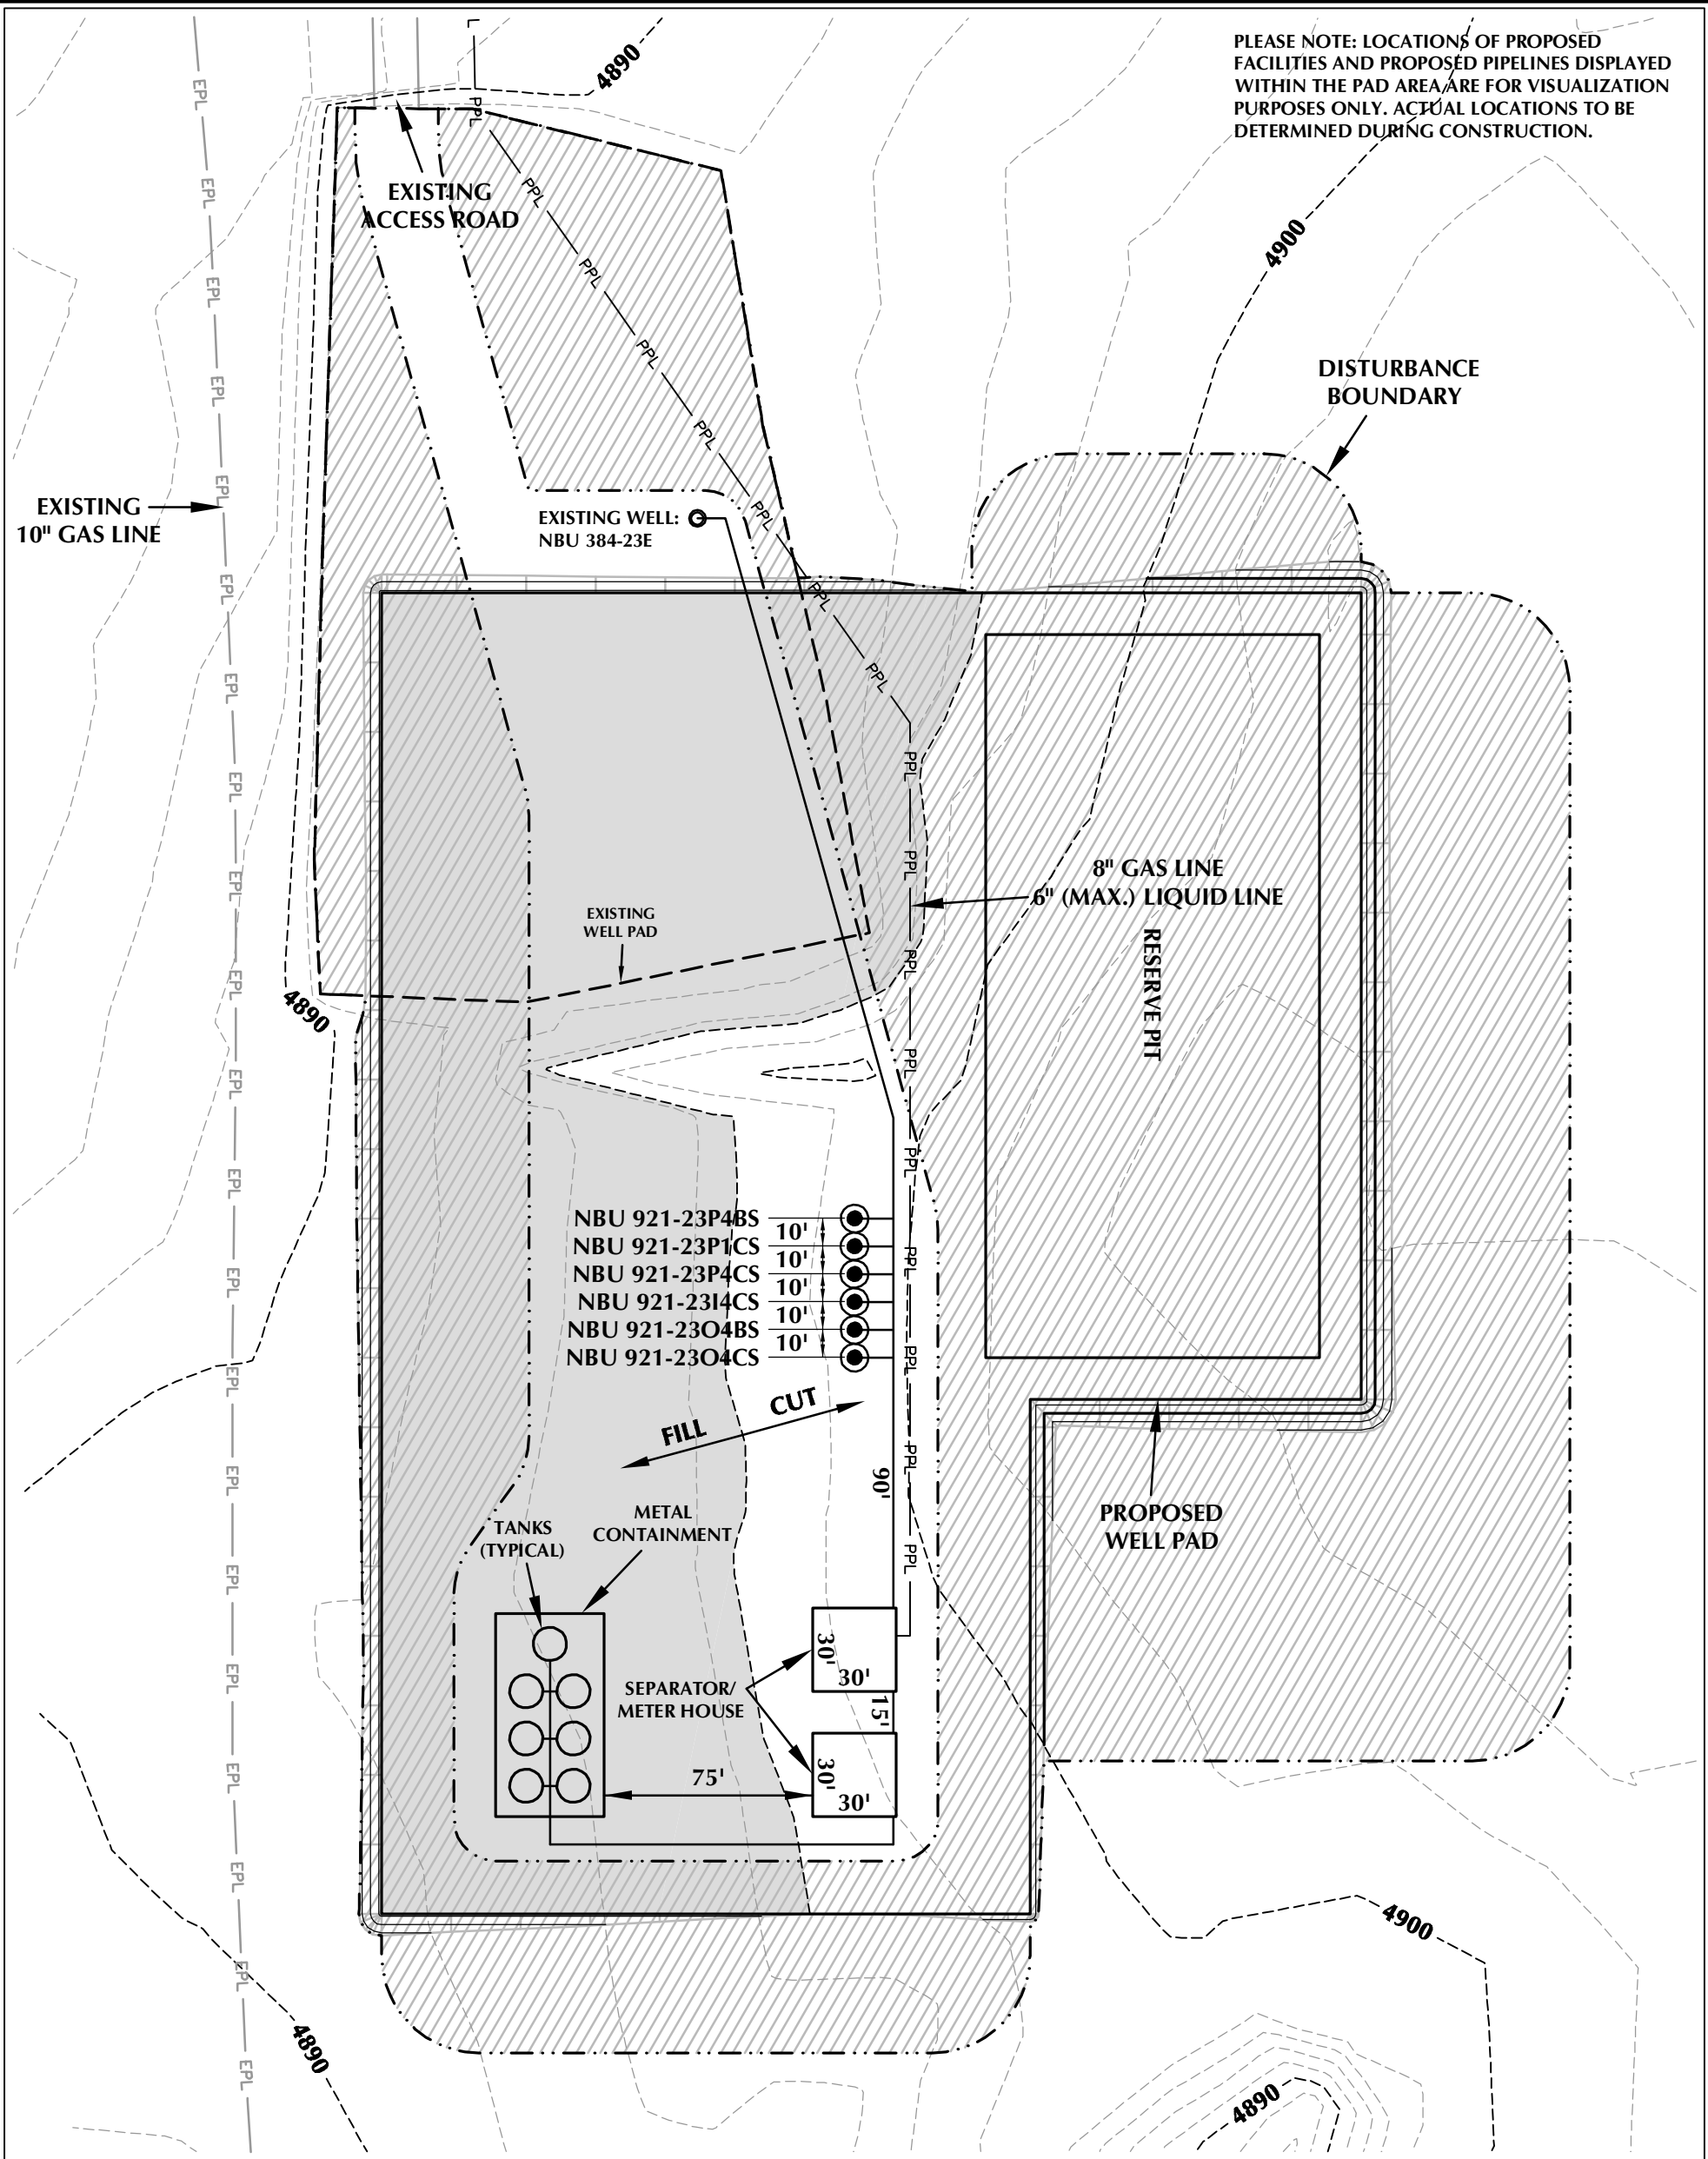 PLEASE NOTE: LOCATIONS OF PROPOSED
FACILITIES AND PROPOSED PIPELINES DISPLAYED
WITHIN THE PAD AREA ARE FOR VISUALIZATION
PURPOSES ONLY. ACTUAL LOCATIONS TO BE
DETERMINED DURING CONSTRUCTION.
4890
EPL
PPL
EXISTING
ACCESS ROAD
4900
DISTURBANCE
BOUNDARY
EXISTING
10" GAS LINE
EXISTING WELL:
NBU 384-23E
8" GAS LINE
6" (MAX.) LIQUID LINE
EXISTING
WELL PAD
RESERVE PIT
4890
NBU 921-23P4BS
10'
NBU 921-23P1CS
10'
NBU 921-23P4CS
10'
NBU 921-23I4CS
10'
NBU 921-23O4BS
10'
NBU 921-23O4CS
CUT
FILL
90'
TANKS
(TYPICAL)
METAL
CONTAINMENT
PROPOSED
WELL PAD
30'
30'
SEPARATOR/
METER HOUSE
15'
30'
30'
75'
4900
4890
4890